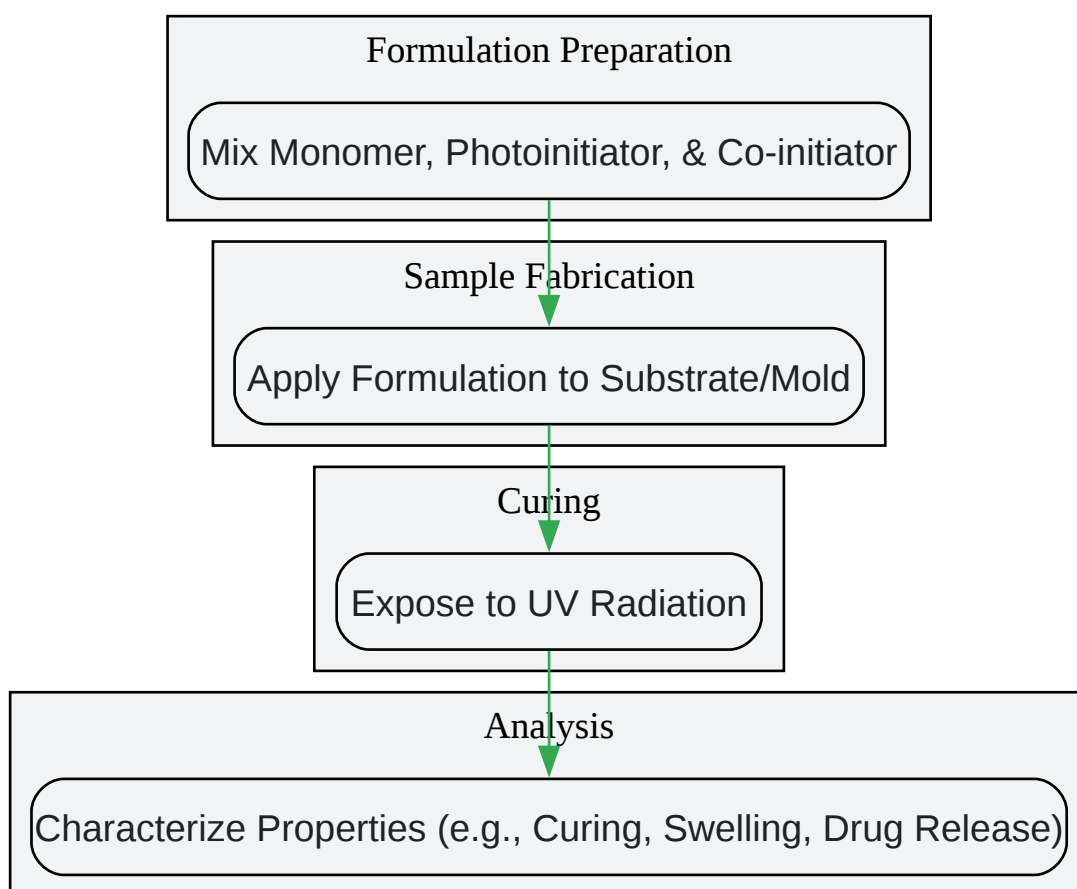 Formulation Preparation
Mix Monomer, Photoinitiator, & Co-initiator
Sample Fabrication
Apply Formulation to Substrate/Mold
Curing
Expose to UV Radiation
Analysis
Characterize Properties (e.g., Curing, Swelling, Drug Release)